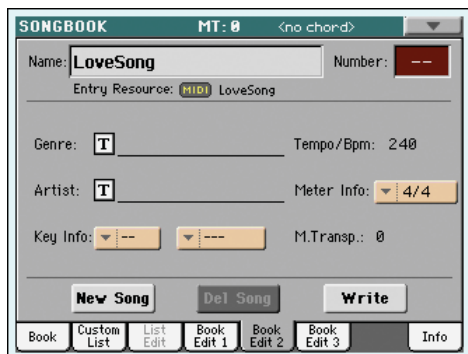 SONGBOOK MT: 0 <no chord>
Name: LoveSong Number: --
Entry Resource: MIDI LoveSong
Genre: T Tempo/Bpm: 240
Artist: T Meter Info: 4/4
Key Info: -- --- M.Transp.: 0
New Song Del Song Write
Book Custom List List Edit Book Edit 1 Book Edit 2 Book Edit 3 Info